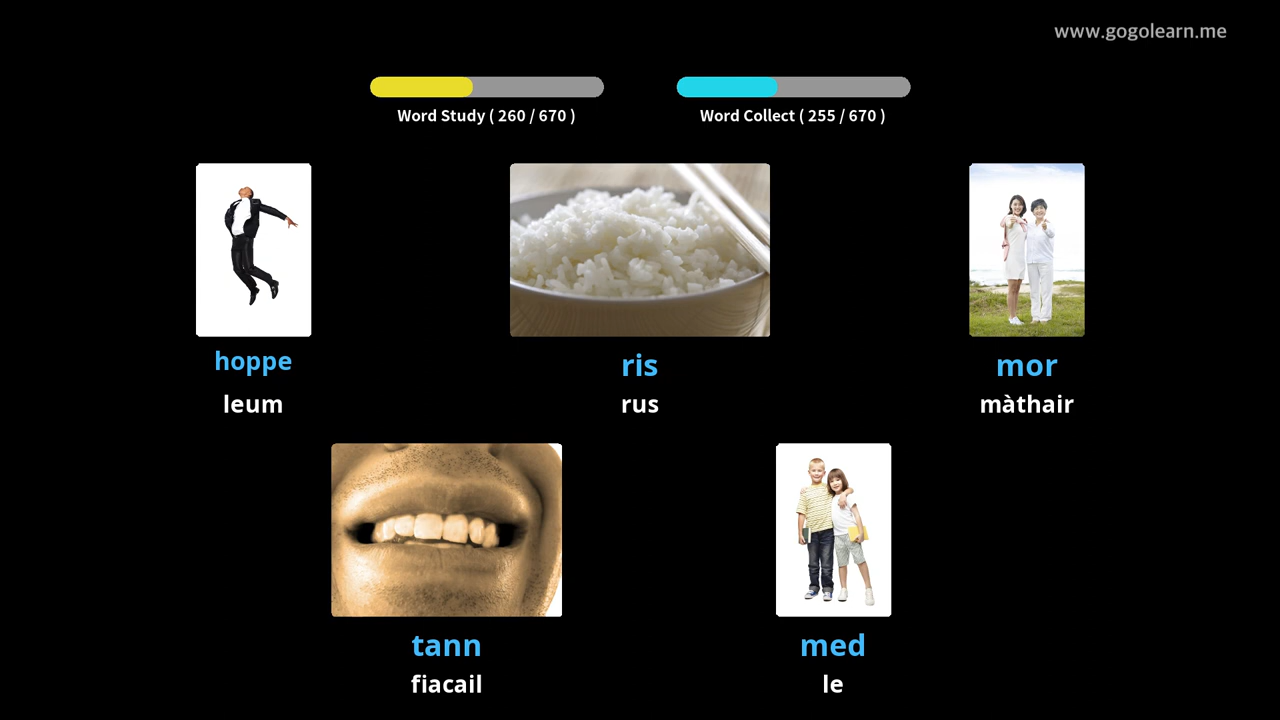 www.gogolearn.me
Word Study ( 260 / 670 )
Word Collect ( 255 / 670 )
hoppe
leum
ris
rus
mor
màthair
tann
fiacail
med
le